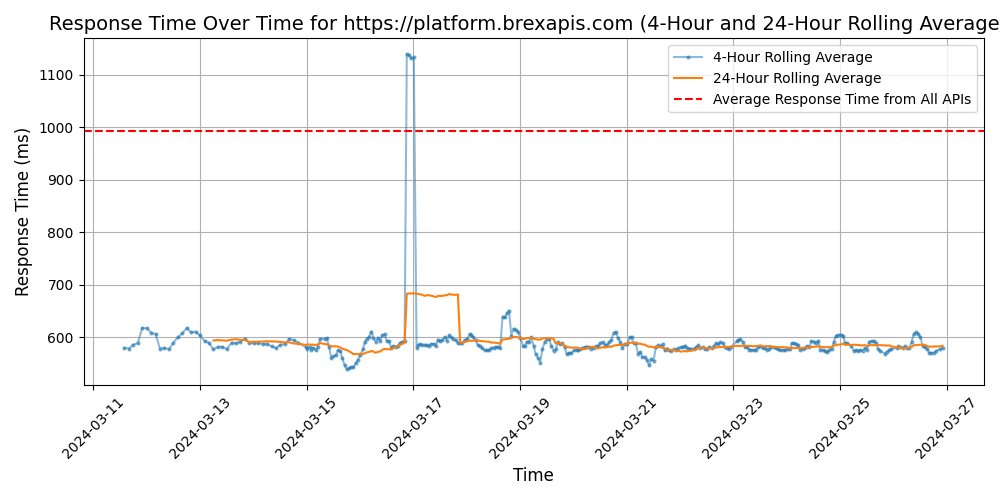 Response Time Over Time for https://platform.brexapis.com (4-Hour and 24-Hour Rolling Average
4-Hour Rolling Average
24-Hour Rolling Average
Average Response Time from All APIs
Response Time (ms)
1100
1000
900
800
700
600
2024-03-11
2024-03-13
2024-03-15
2024-03-17
2024-03-19
2024-03-21
2024-03-23
2024-03-25
2024-03-27
Time